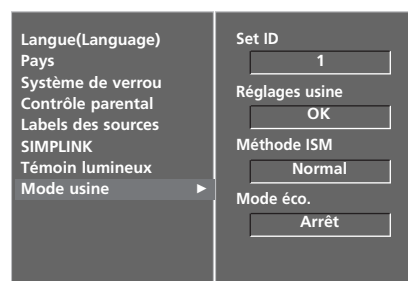 Langue(Language)
Pays
Système de verrou
Contrôle parental
Labels des sources
SIMPLINK
Témoin lumineux
Mode usine ►
Set ID
1
Réglages usine
OK
Méthode ISM
Normal
Mode éco.
Arrêt